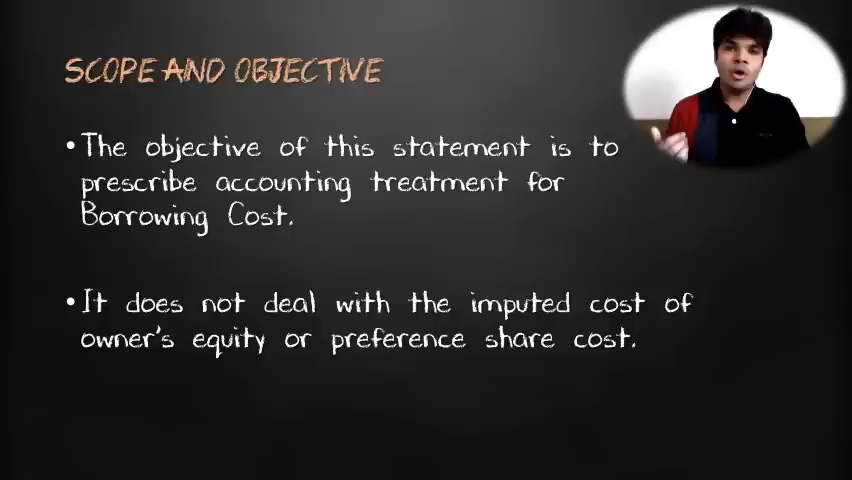 SCOPE AND OBJECTIVE
• The objective of this statement is to
prescribe accounting treatment for
Borrowing Cost.
• It does not deal with the imputed cost of
owner's equity or preference share cost.